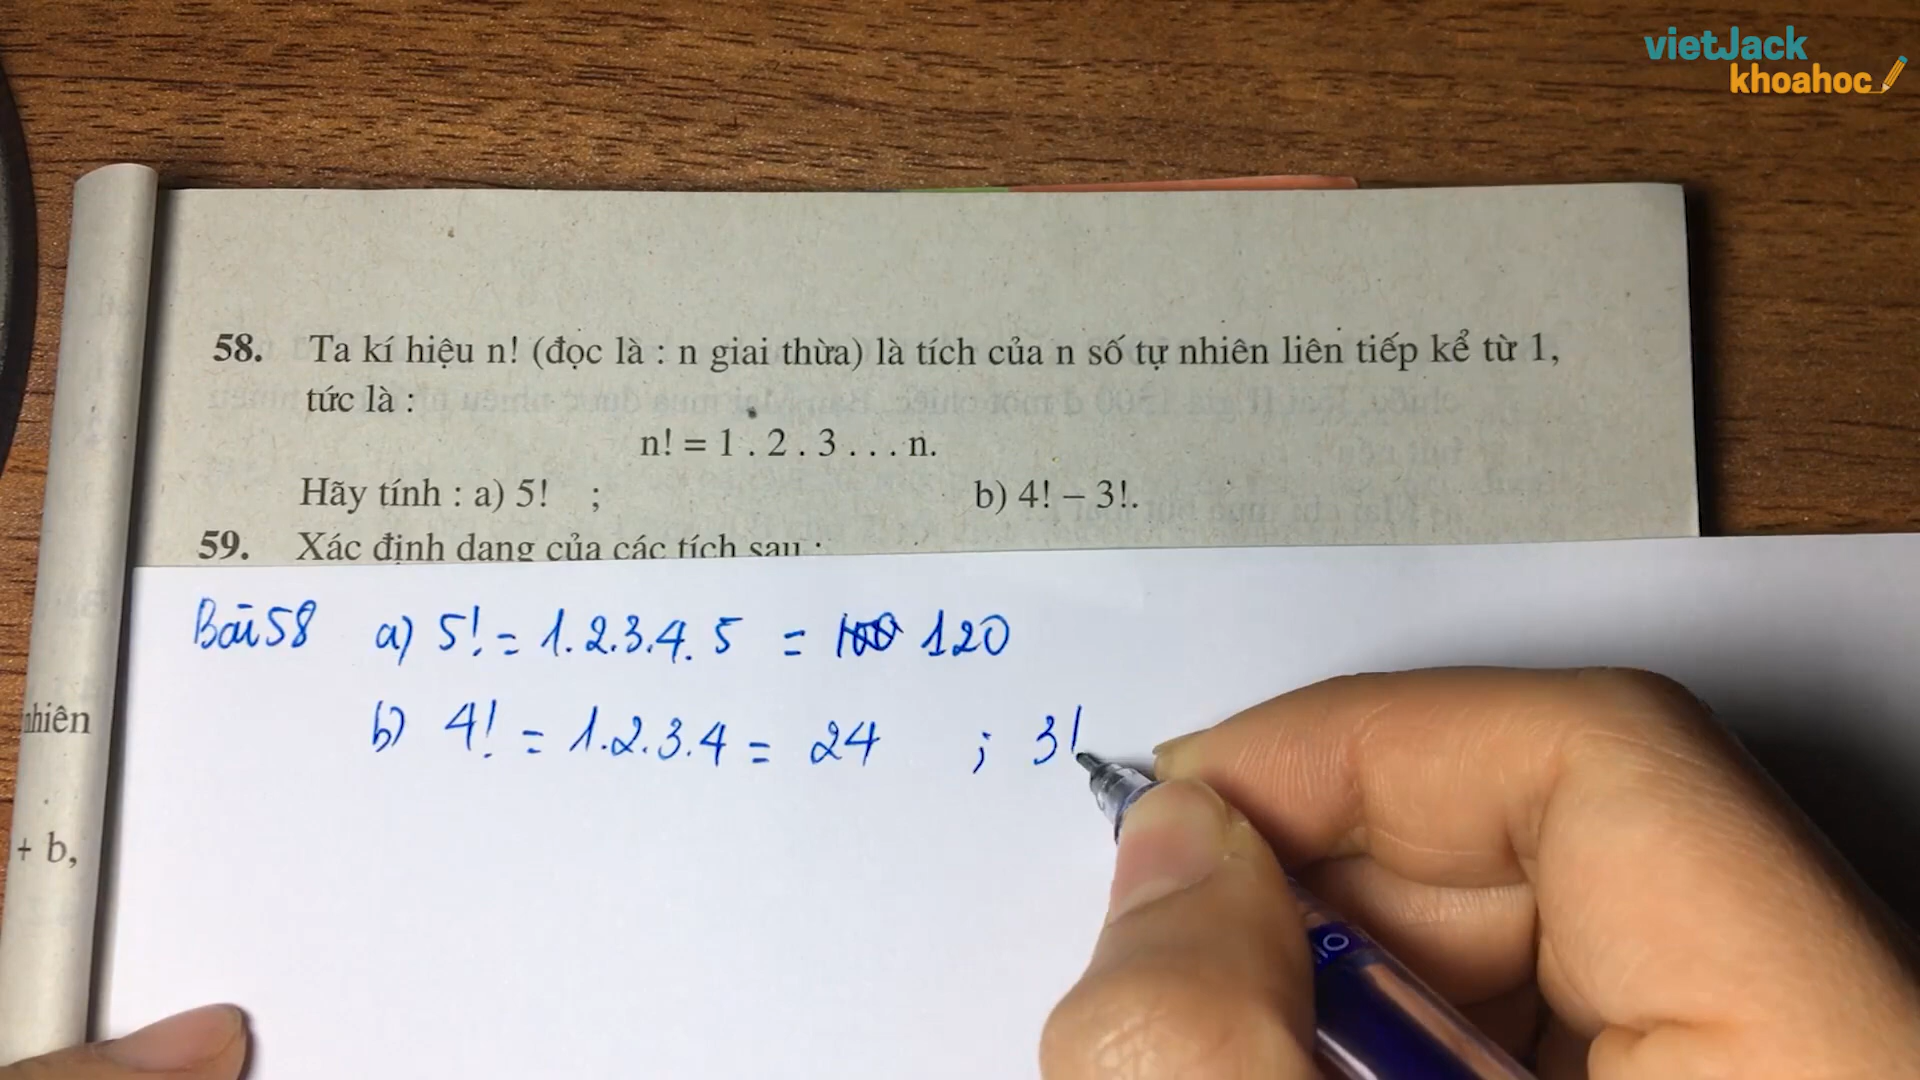 vietJack
khoahoc
58. Ta kí hiệu n! (đọc là : n giai thừa) là tích của n số tự nhiên liên tiếp kể từ 1,
tức là :
n! = 1 . 2 . 3 . . . n.
Hãy tính : a) 5! ; b) 4! – 3!.
59. Xác định dạng của các tích sau :
Bài 58 a) 5! = 1.2.3.4.5 = 120
b) 4! = 1.2.3.4 = 24 ; 3!
nhiên
+ b,